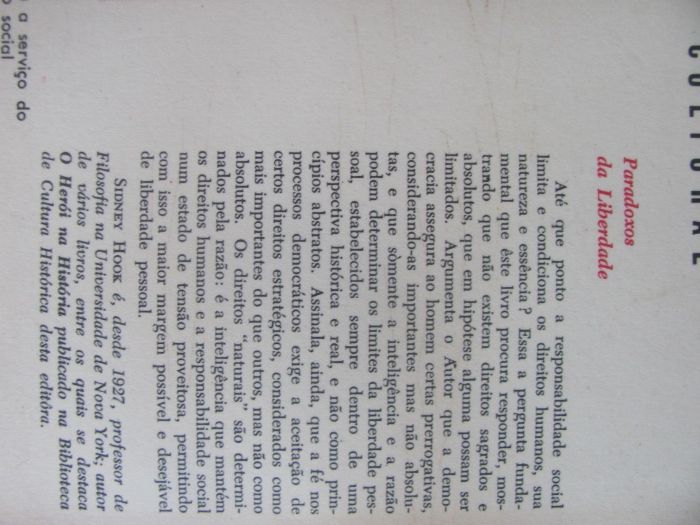 CULTURAL
Paradoxos
da Liberdade
Até que ponto a responsabilidade social
limita e condiciona os direitos humanos, sua
natureza e essência? Essa a pergunta funda-
mental que êste livro procura responder, mos-
trando que não existem direitos sagrados e
absolutos, que em hipótese alguma possam ser
limitados. Argumenta o Autor que a demo-
cracia assegura ao homem certas prerrogativas,
considerando-as importantes mas não absolu-
tas, e que sòmente a inteligência e a razão
podem determinar os limites da liberdade pes-
soal, estabelecidos sempre dentro de uma
perspectiva histórica e real, e não como prin-
cípios abstratos. Assinala, ainda, que a fé nos
processos democráticos exige a aceitação de
certos direitos estratégicos, considerados como
mais importantes do que outros, mas não como
absolutos. Os direitos "naturais" são determi-
nados pela razão: é a inteligência que mantém
os direitos humanos e a responsabilidade social
num estado de tensão proveitosa, permitindo
com isso a maior margem possível e desejável
de liberdade pessoal.
SIDNEY HOOK é, desde 1927, professor de
Filosofia na Universidade de Nova York; autor
de vários livros, entre os quais se destaca
O Herói na História publicado na Biblioteca
de Cultura Histórica desta editôra.
a serviço do
social